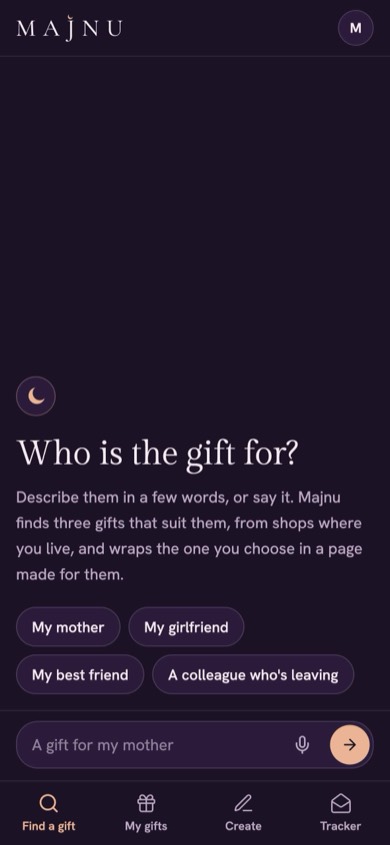 MAJNU
M
Who is the gift for?
Describe them in a few words, or say it. Majnu
finds three gifts that suit them, from shops where
you live, and wraps the one you choose in a page
made for them.
My mother
My girlfriend
My best friend
A colleague who's leaving
A gift for my mother
Find a gift
My gifts
Create
Tracker